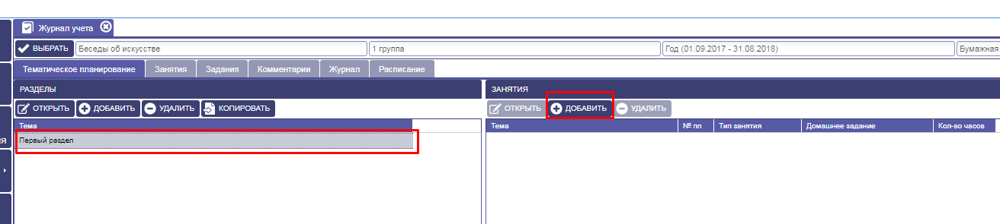 Журнал учета
ВЫБРАТЬ Беседы об искусстве 1 группа Год (01.09.2017 - 31.08.2018) Бумажная
Тематическое планирование Занятия Задания Комментарии Журнал Расписание
РАЗДЕЛЫ ЗАНЯТИЯ
ОТКРЫТЬ ДОБАВИТЬ УДАЛИТЬ КОПИРОВАТЬ ОТКРЫТЬ ДОБАВИТЬ УДАЛИТЬ
Тема Тема № пп Тип занятия Домашнее задание Кол-во часов
Я Первый раздел